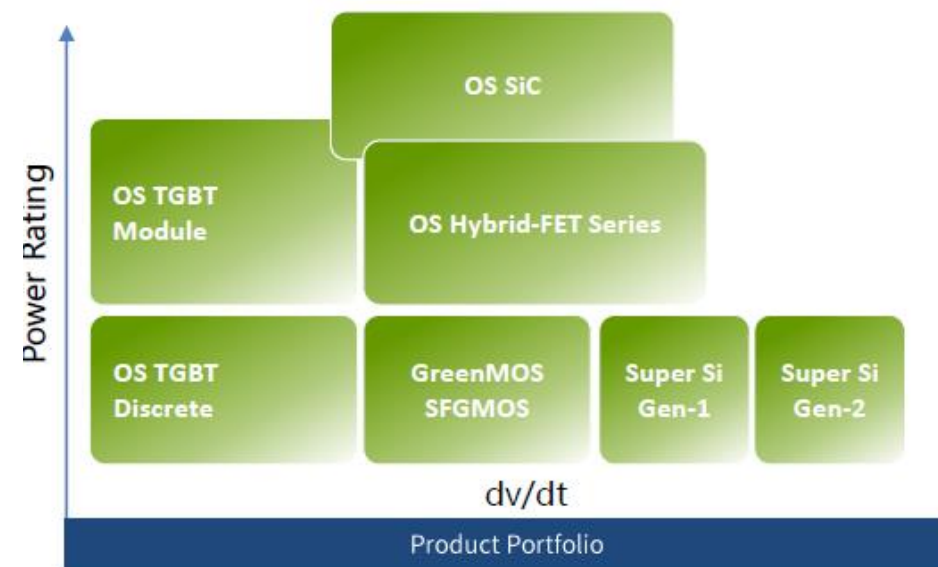 Power Rating
OS SiC
OS TGBT
Module
OS Hybrid-FET Series
OS TGBT
Discrete
GreenMOS
SFGMOS
Super Si
Gen-1
Super Si
Gen-2
dv/dt
Product Portfolio